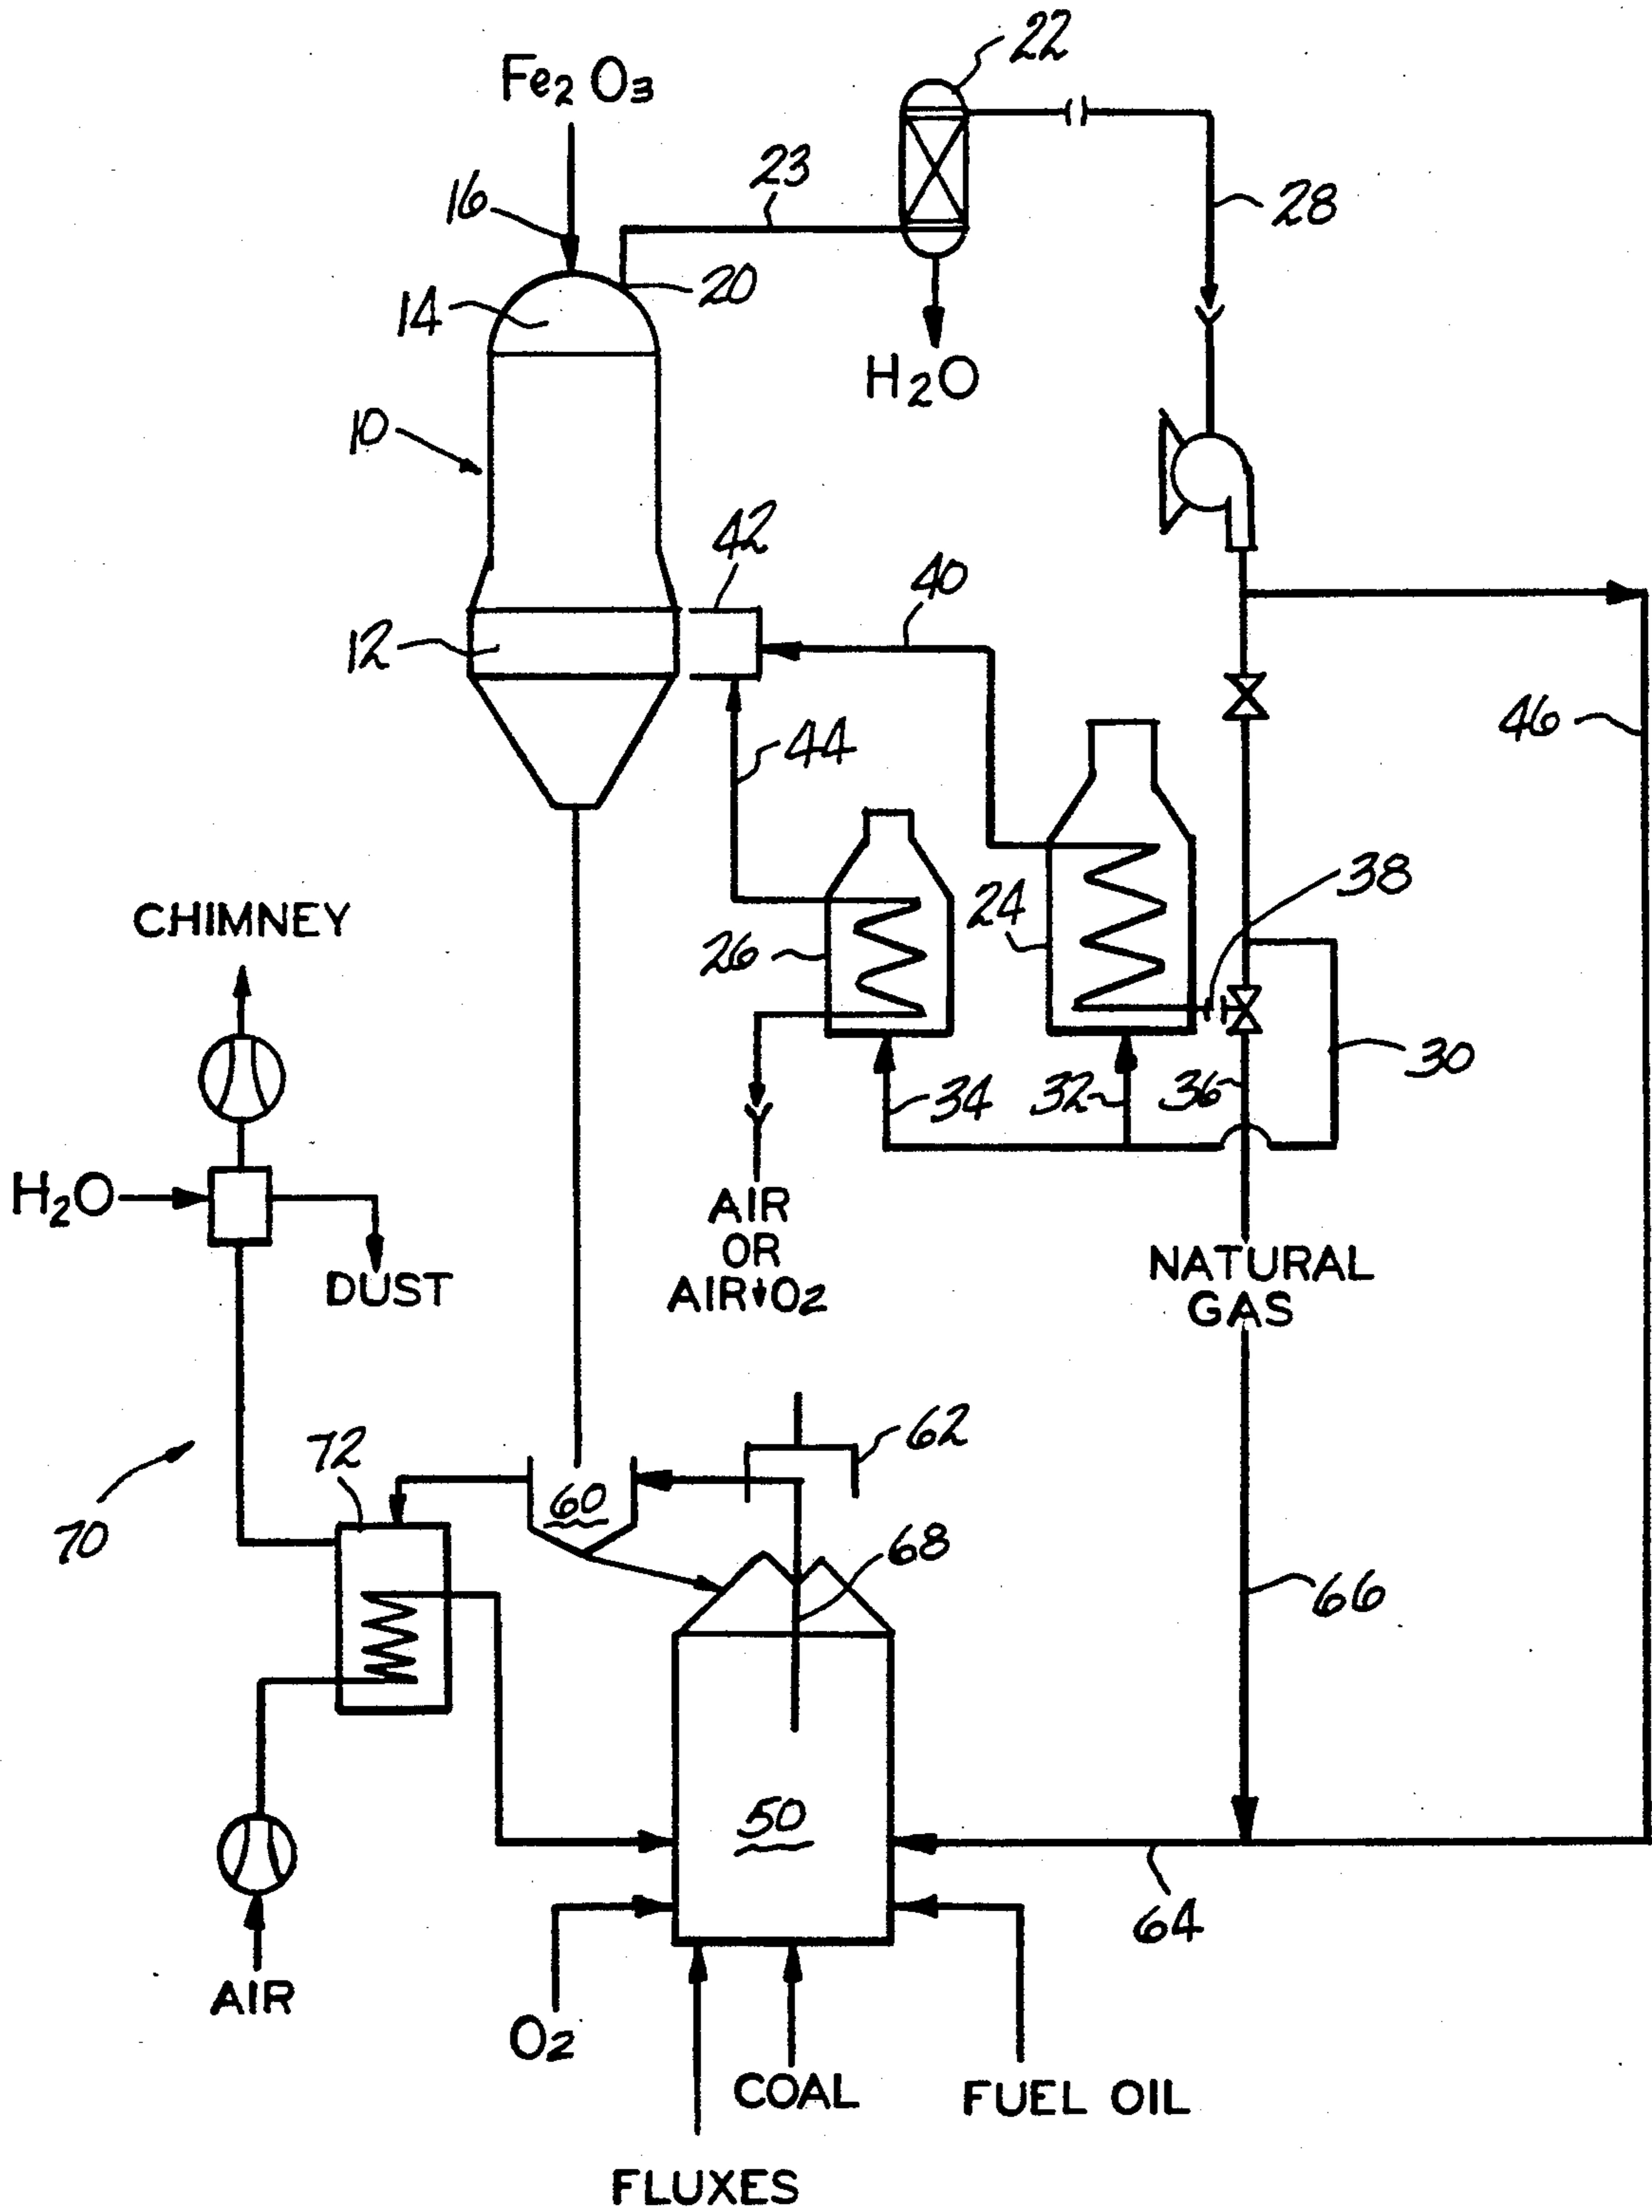 22
Fe2 O3
16
23
28
20
14
H2O
10
42
40
12
46
44
38
24
CHIMNEY
26
30
34
32
36
H2O
AIR
OR
AIR+O2
NATURAL
GAS
DUST
62
72
60
70
68
66
50
64
AIR
O2
COAL
FUEL OIL
FLUXES